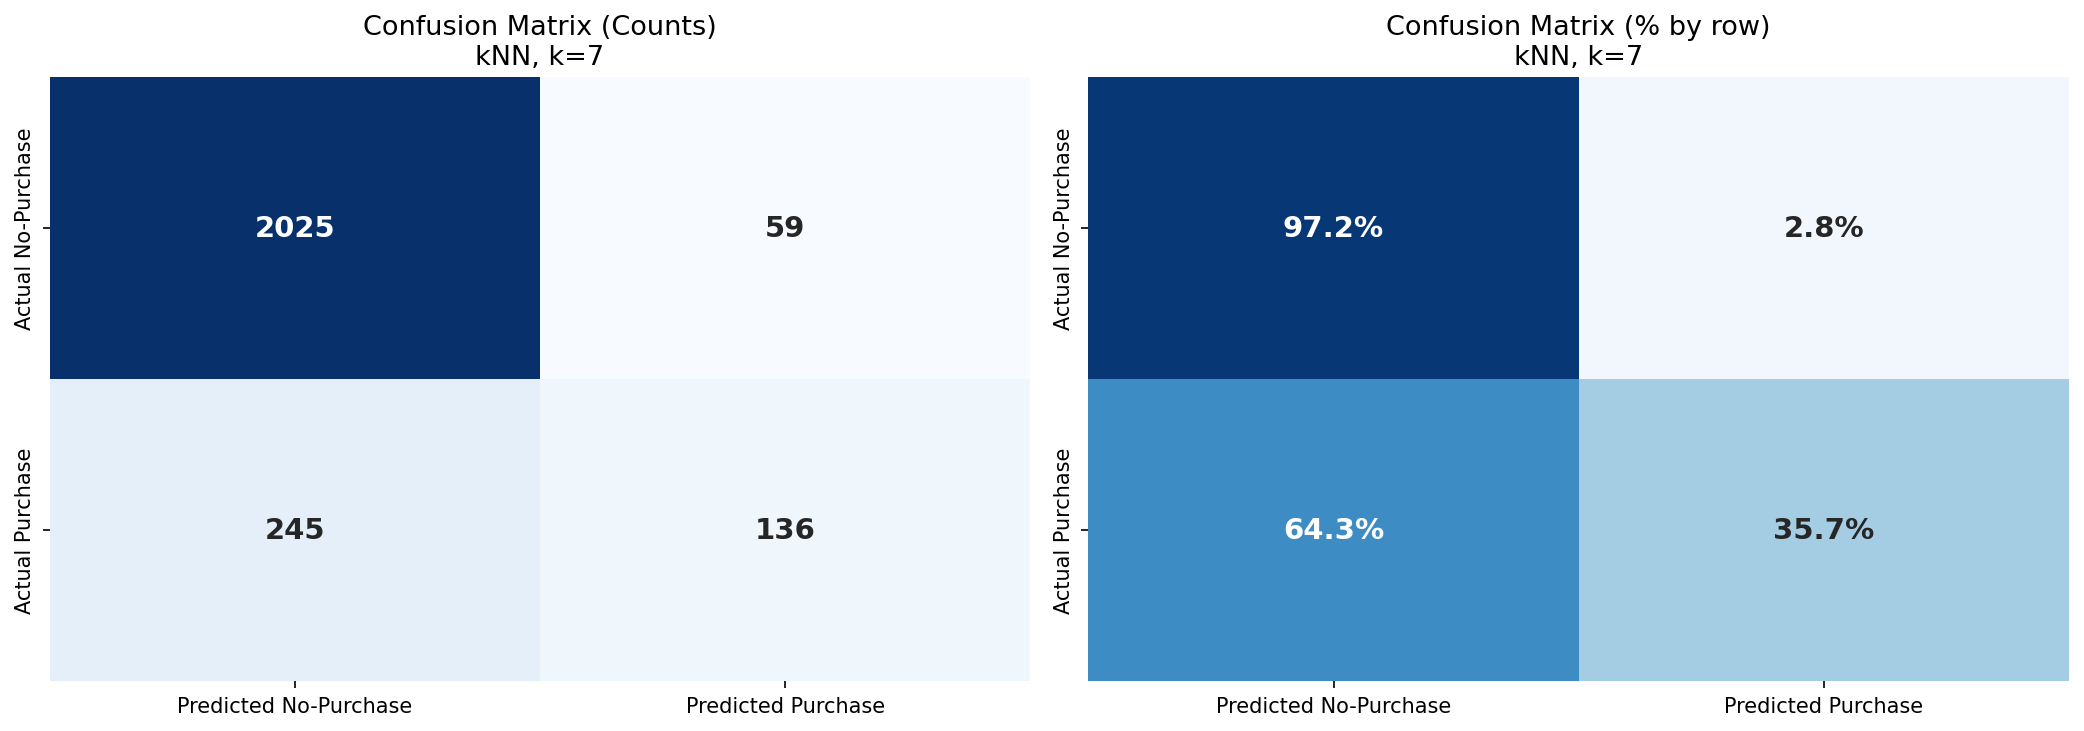 Confusion Matrix (Counts)
kNN, k=7
Actual No-Purchase
2025
59
Actual Purchase
245
136
Predicted No-Purchase
Predicted Purchase
Confusion Matrix (% by row)
kNN, k=7
Actual No-Purchase
97.2%
2.8%
Actual Purchase
64.3%
35.7%
Predicted No-Purchase
Predicted Purchase